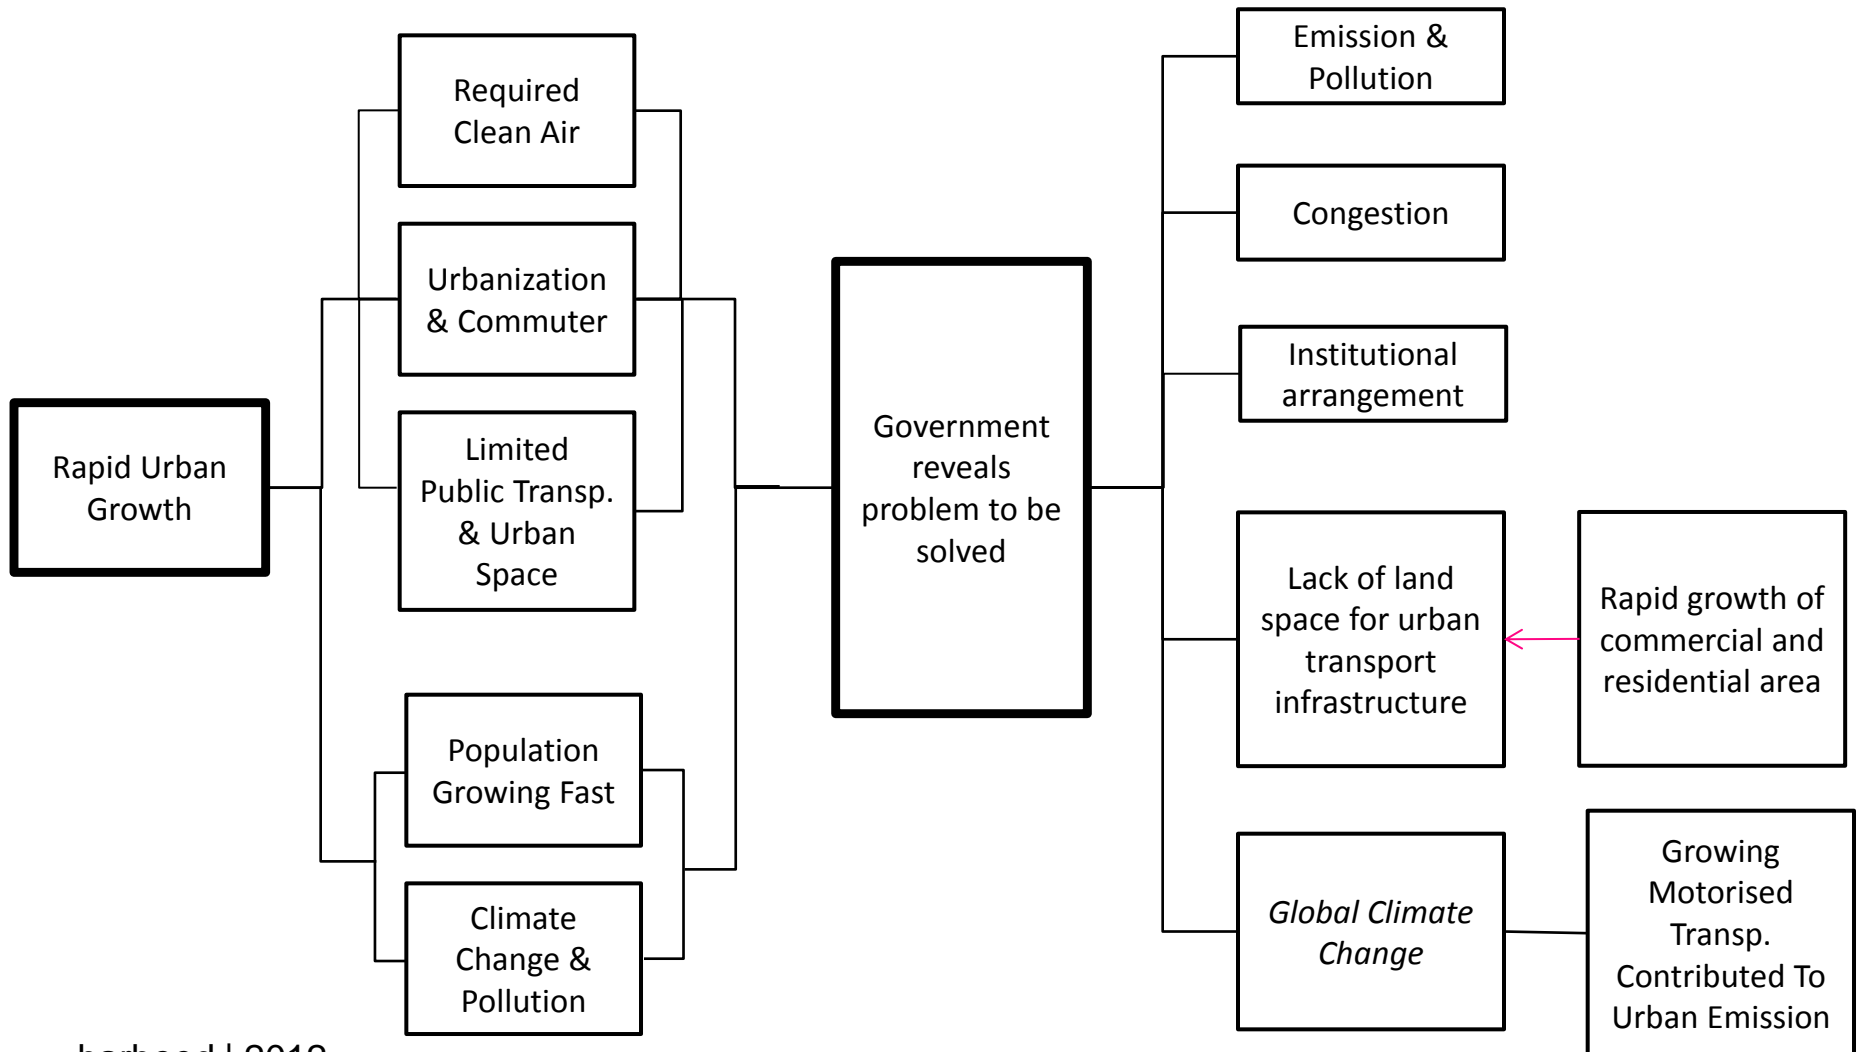 Rapid Urban
Growth
Required
Clean Air
Urbanization
& Commuter
Limited
Public Transp.
& Urban
Space
Population
Growing Fast
Climate
Change &
Pollution
Government
reveals
problem to be
solved
Emission &
Pollution
Congestion
Institutional
arrangement
Lack of land
space for urban
transport
infrastructure
Rapid growth of
commercial and
residential area
Global Climate
Change
Growing
Motorised
Transp.
Contributed To
Urban Emission